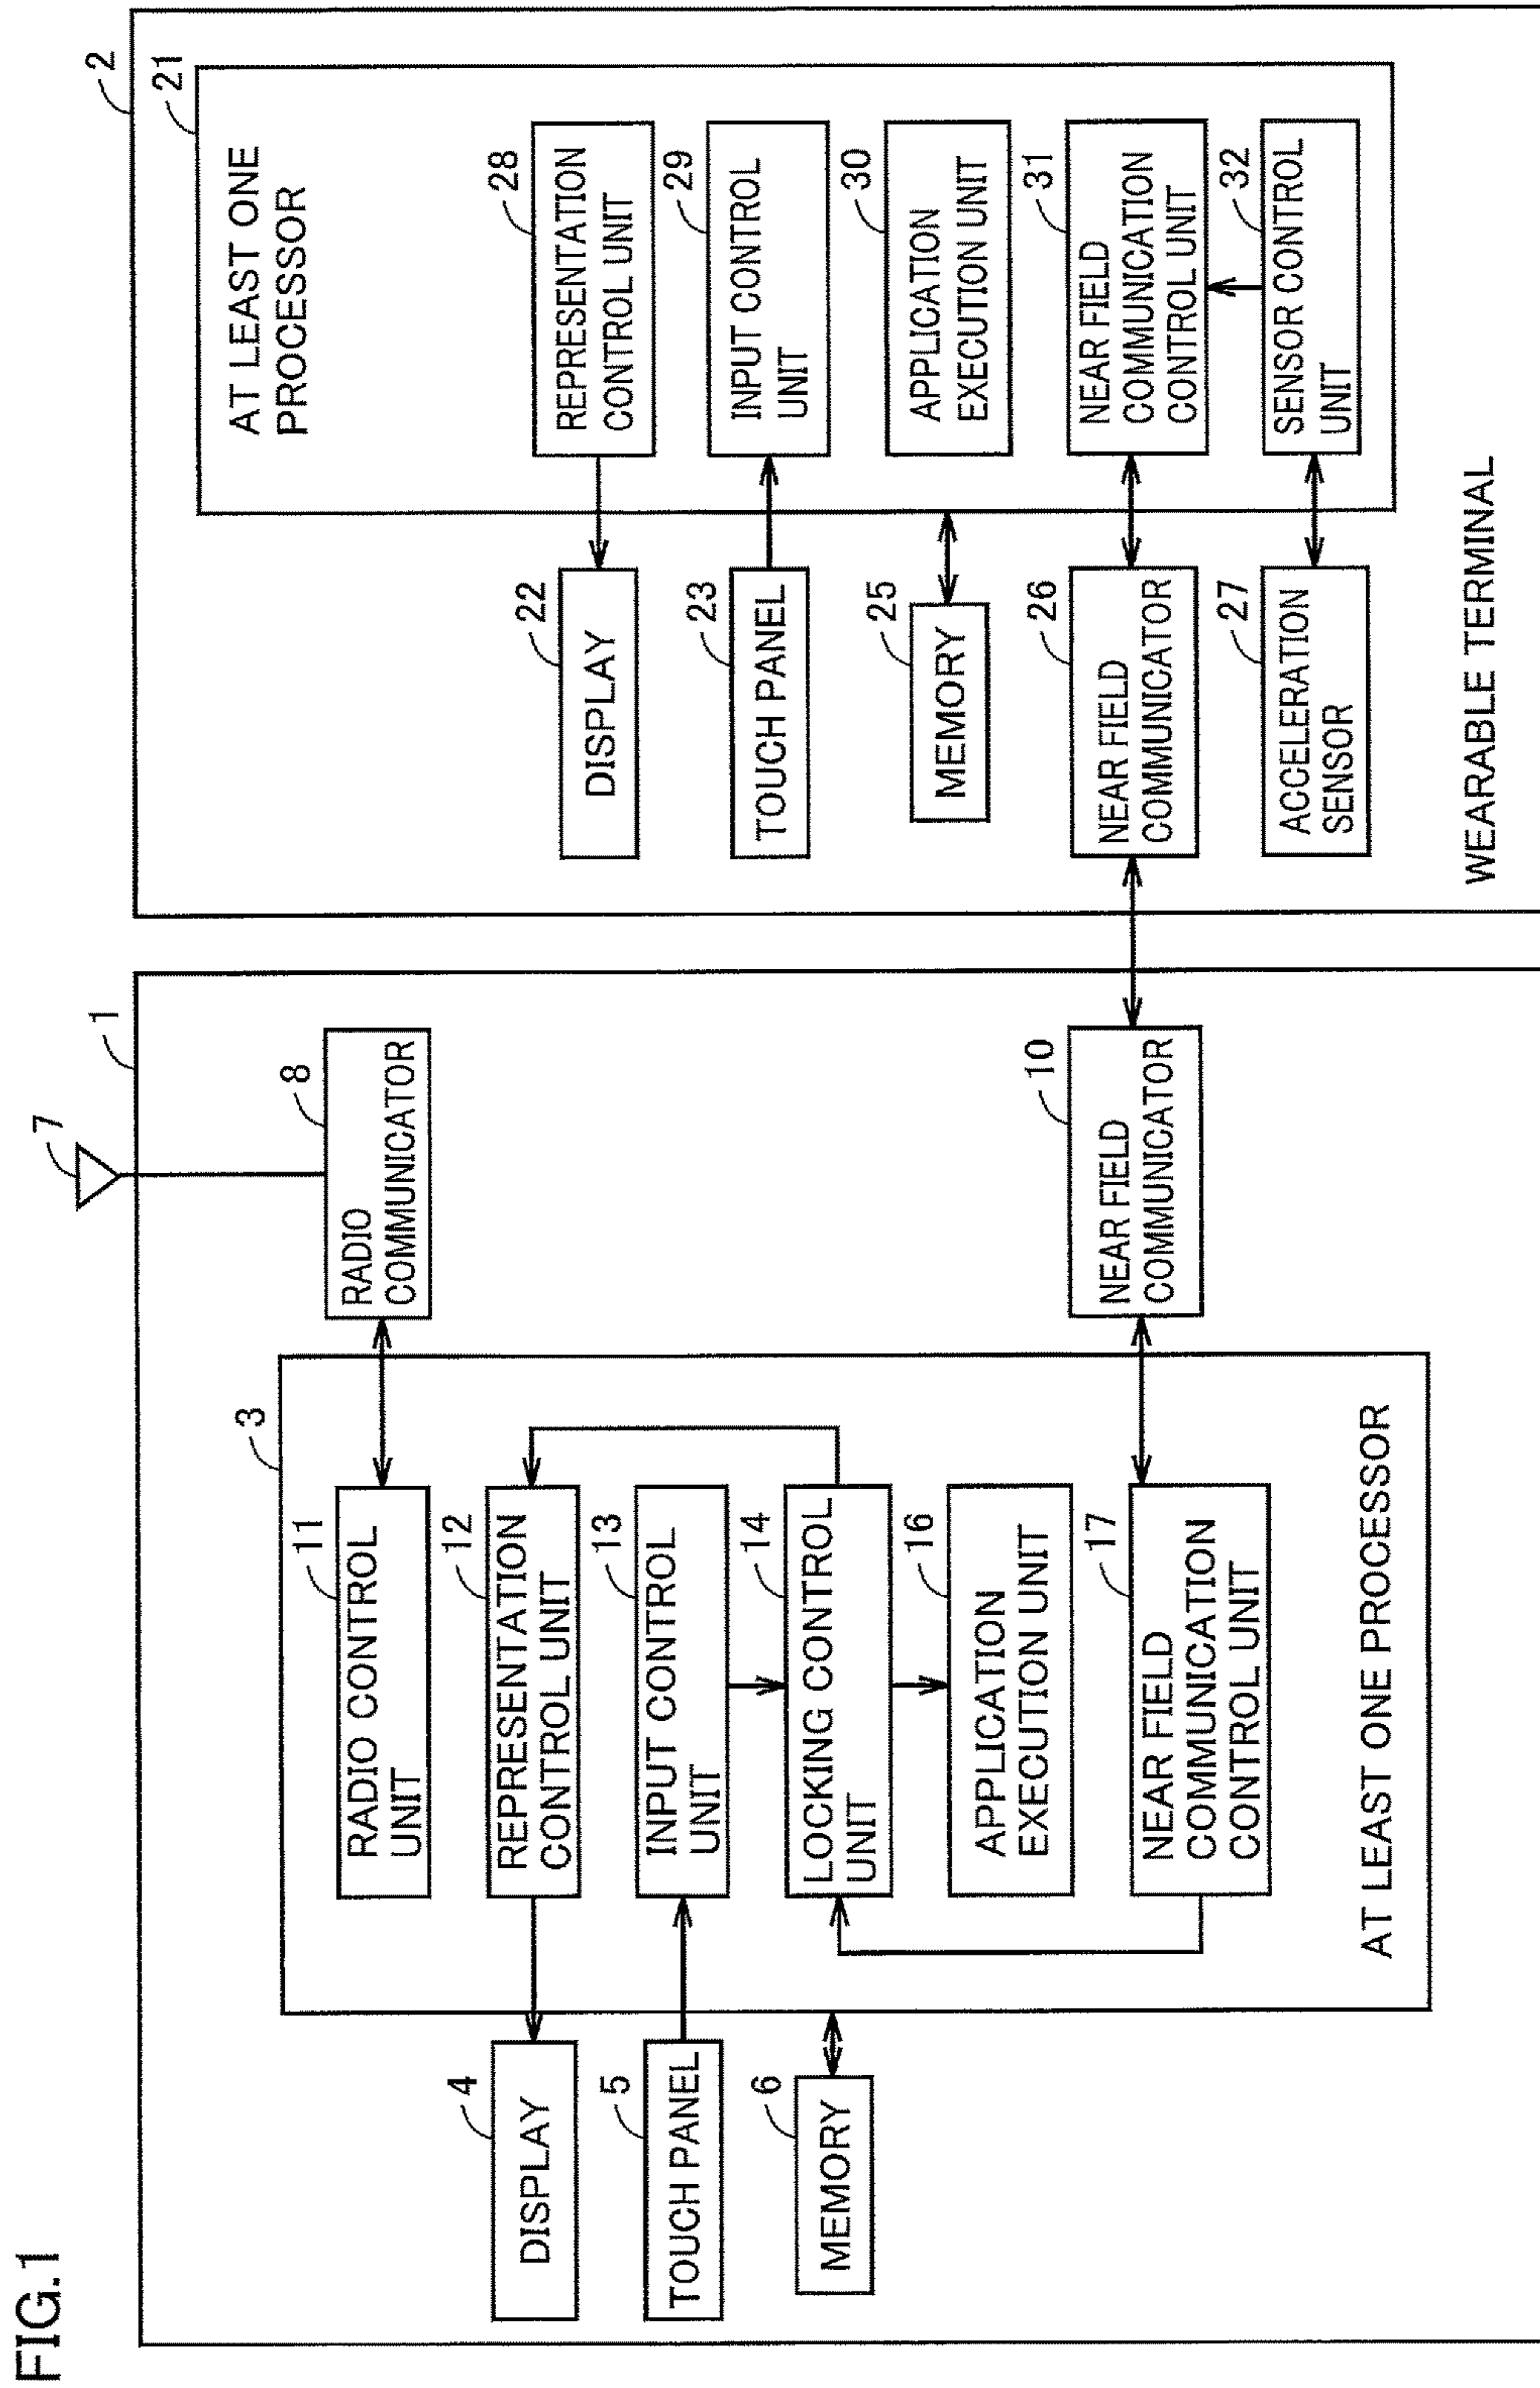 FIG.1
1
7
3
11
RADIO CONTROL
UNIT
8
RADIO
COMMUNICATOR
4
DISPLAY
12
REPRESENTATION
CONTROL UNIT
5
TOUCH PANEL
13
INPUT CONTROL
UNIT
6
MEMORY
14
LOCKING CONTROL
UNIT
16
APPLICATION
EXECUTION UNIT
17
NEAR FIELD
COMMUNICATION
CONTROL UNIT
10
NEAR FIELD
COMMUNICATOR
AT LEAST ONE PROCESSOR
2
21
AT LEAST ONE
PROCESSOR
22
DISPLAY
28
REPRESENTATION
CONTROL UNIT
23
TOUCH PANEL
29
INPUT CONTROL
UNIT
25
MEMORY
30
APPLICATION
EXECUTION UNIT
26
NEAR FIELD
COMMUNICATOR
31
NEAR FIELD
COMMUNICATION
CONTROL UNIT
27
ACCELERATION
SENSOR
32
SENSOR CONTROL
UNIT
WEARABLE TERMINAL